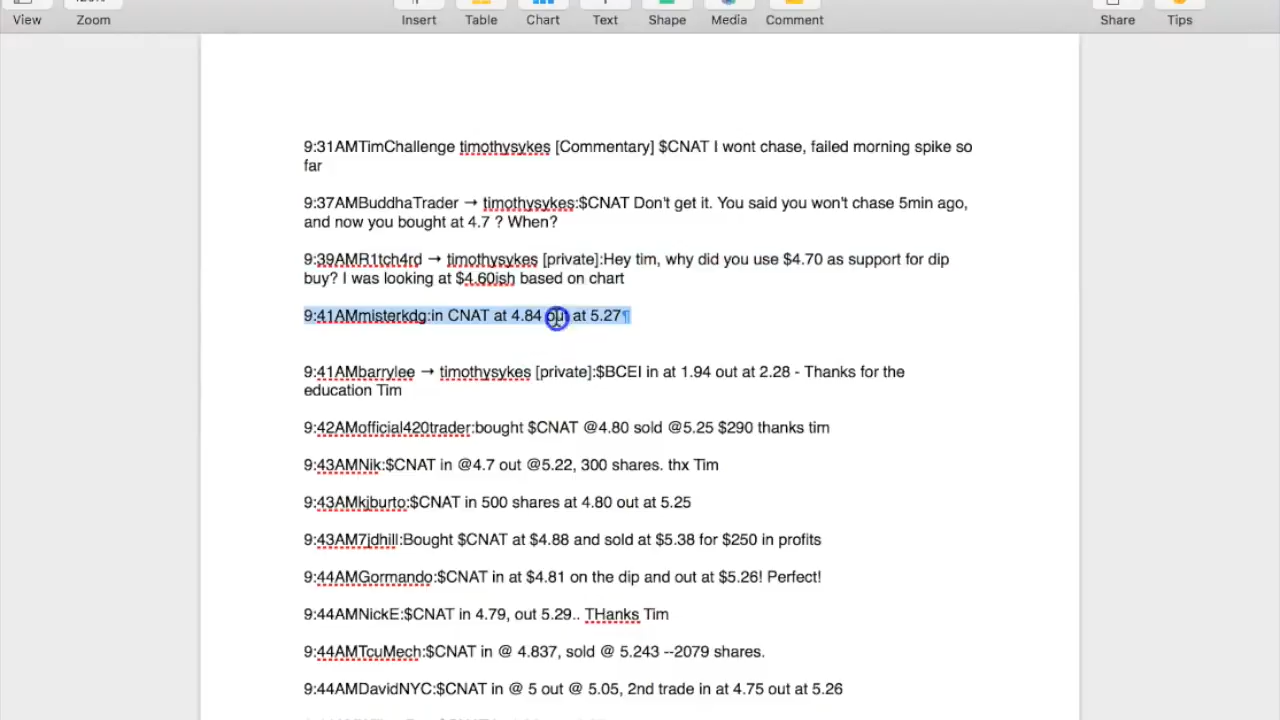 View Zoom Insert Table Chart Text Shape Media Comment Share Tips
9:31AMTimChallenge timothysykes [Commentary] $CNAT I wont chase, failed morning spike so
far
9:37AMBuddhaTrader → timothysykes:$CNAT Don't get it. You said you won't chase 5min ago,
and now you bought at 4.7 ? When?
9:39AMR1tch4rd → timothysykes [private]:Hey tim, why did you use $4.70 as support for dip
buy? I was looking at $4.60ish based on chart
9:41AMmisterkdg:in CNAT at 4.84 out at 5.27¶
9:41AMbarrylee → timothysykes [private]:$BCEI in at 1.94 out at 2.28 - Thanks for the
education Tim
9:42AMofficial420trader:bought $CNAT @4.80 sold @5.25 $290 thanks tim
9:43AMNik:$CNAT in @4.7 out @5.22, 300 shares. thx Tim
9:43AMkjburto:$CNAT in 500 shares at 4.80 out at 5.25
9:43AM7jdhill:Bought $CNAT at $4.88 and sold at $5.38 for $250 in profits
9:44AMGormando:$CNAT in at $4.81 on the dip and out at $5.26! Perfect!
9:44AMNickE:$CNAT in 4.79, out 5.29.. THanks Tim
9:44AMTcuMech:$CNAT in @ 4.837, sold @ 5.243 --2079 shares.
9:44AMDavidNYC:$CNAT in @ 5 out @ 5.05, 2nd trade in at 4.75 out at 5.26